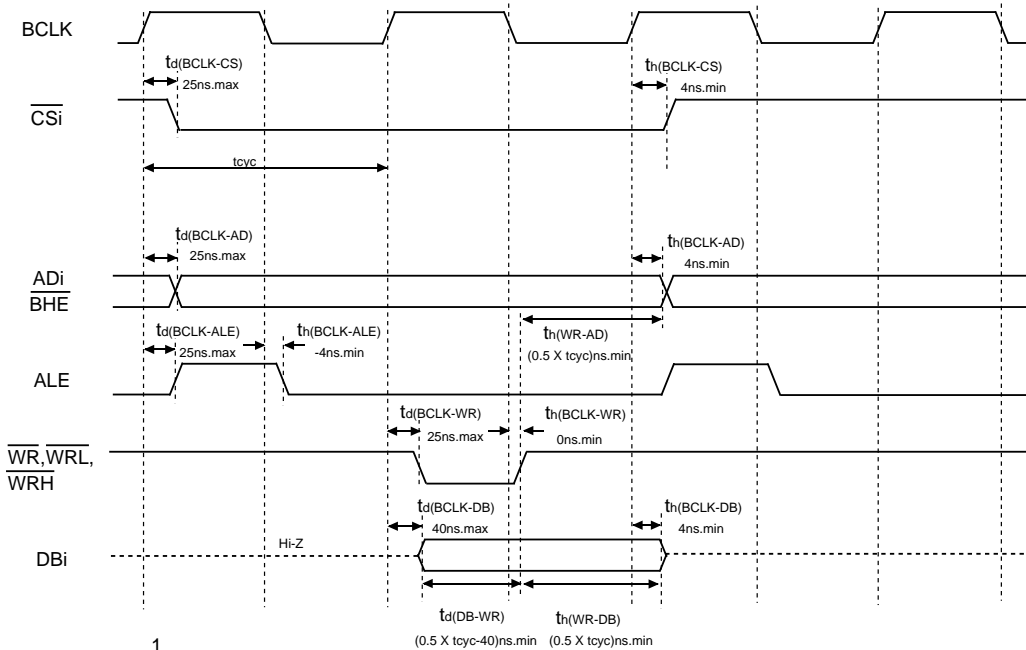 BCLK
td(BCLK-CS)
25ns.max
th(BCLK-CS)
4ns.min
CSi
tcyc
td(BCLK-AD)
25ns.max
th(BCLK-AD)
4ns.min
ADi
BHE
td(BCLK-ALE)
25ns.max
th(BCLK-ALE)
-4ns.min
th(WR-AD)
(0.5 X tcyc)ns.min
ALE
td(BCLK-WR)
25ns.max
th(BCLK-WR)
0ns.min
WR,WRL,
WRH
td(BCLK-DB)
40ns.max
th(BCLK-DB)
4ns.min
Hi-Z
DBi
td(DB-WR)
(0.5 X tcyc-40)ns.min
th(WR-DB)
(0.5 X tcyc)ns.min
1